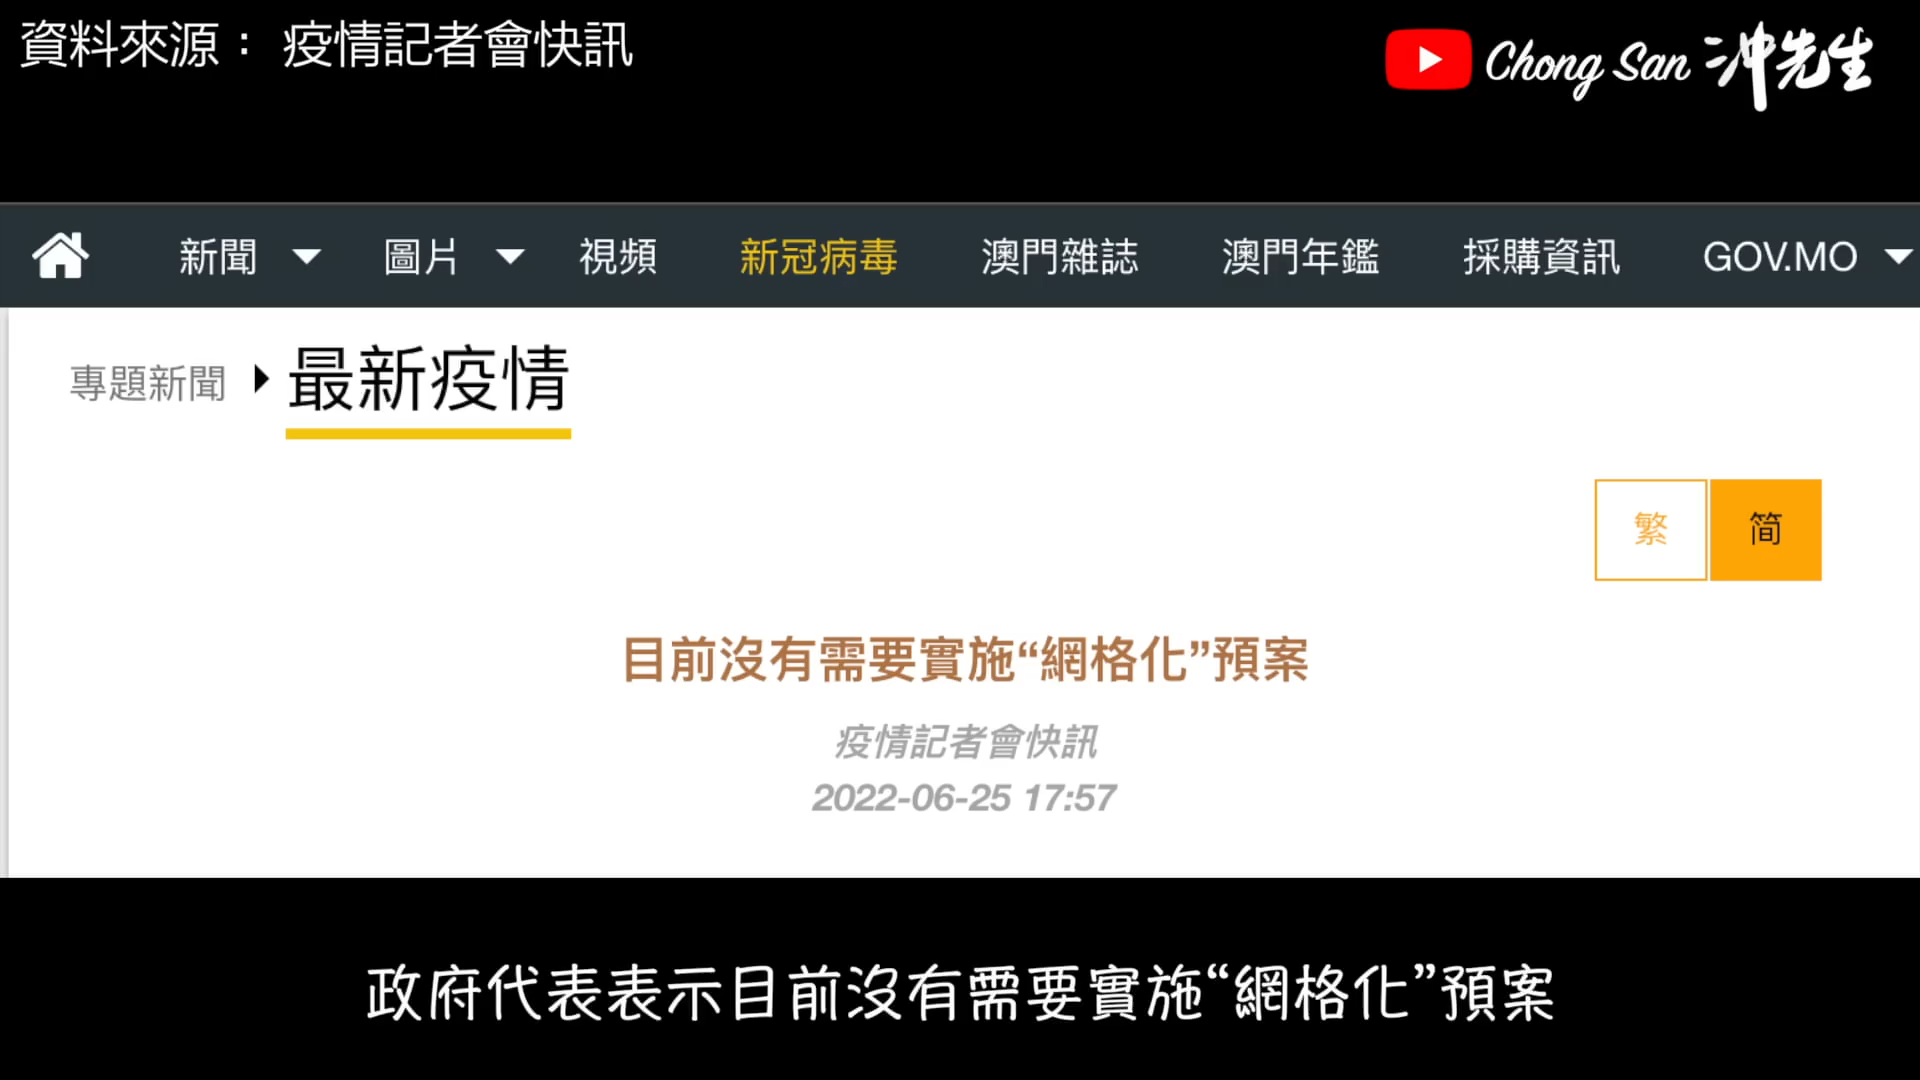 資料來源： 疫情記者會快訊
Chong San 沖先生
新聞 圖片 視頻 新冠病毒 澳門雜誌 澳門年鑑 採購資訊 GOV.MO
專題新聞 最新疫情
繁 简
目前沒有需要實施“網格化”預案
疫情記者會快訊
2022-06-25 17:57
政府代表表示目前沒有需要實施“網格化”預案